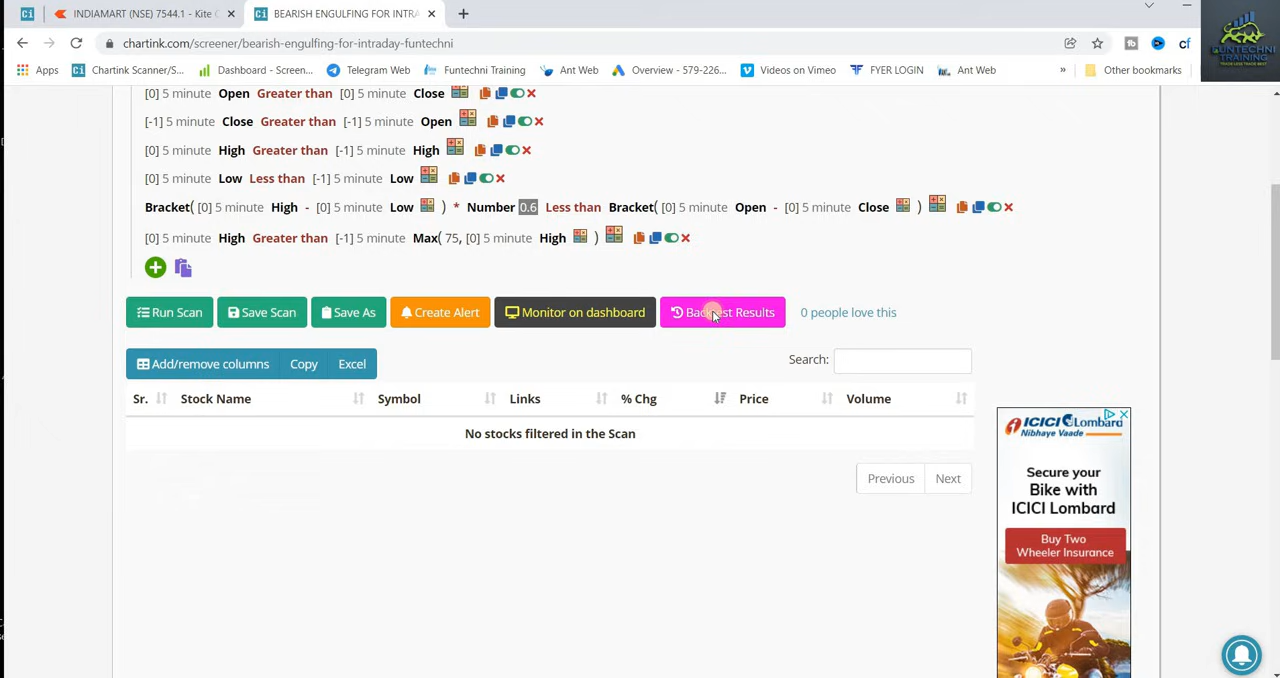 INDIAMART (NSE) 7544.1 - Kite
BEARISH ENGULFING FOR INTRA
chartink.com/screener/bearish-engulfing-for-intraday-funtechni
Apps
Chartink Scanner/S...
Dashboard - Screen...
Telegram Web
Funtechni Training
Ant Web
Overview - 579-226...
Videos on Vimeo
FYER LOGIN
Ant Web
»
Other bookmarks
FUNTECHNI
TRAINING
[0] 5 minute Open Greater than [0] 5 minute Close
[-1] 5 minute Close Greater than [-1] 5 minute Open
[0] 5 minute High Greater than [-1] 5 minute High
[0] 5 minute Low Less than [-1] 5 minute Low
Bracket( [0] 5 minute High - [0] 5 minute Low ) * Number 0.6 Less than Bracket( [0] 5 minute Open - [0] 5 minute Close )
[0] 5 minute High Greater than [-1] 5 minute Max( 75, [0] 5 minute High )
Run Scan
Save Scan
Save As
Create Alert
Monitor on dashboard
Backtest Results
0 people love this
Add/remove columns
Copy
Excel
Search:
Sr. Stock Name Symbol Links % Chg Price Volume
No stocks filtered in the Scan
Previous
Next
ICICI Lombard
Nibhaye Vaade
Secure your
Bike with
ICICI Lombard
Buy Two
Wheeler Insurance